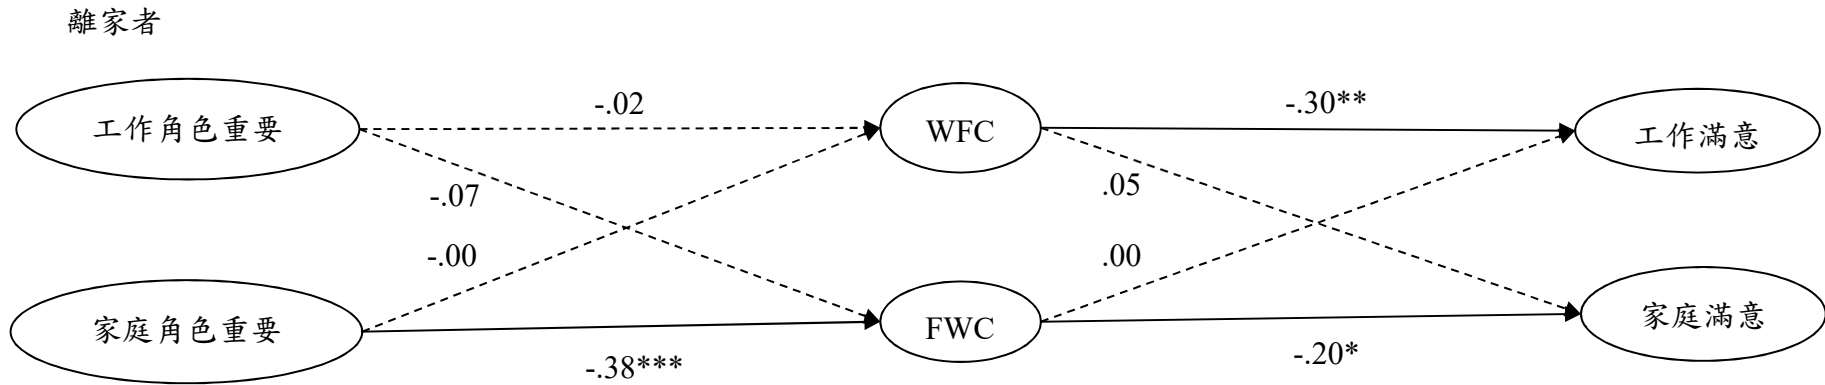 離家者
-.02
-.30**
工作角色重要
WFC
工作滿意
-.07
.05
-.00
.00
家庭角色重要
FWC
家庭滿意
-.38***
-.20*